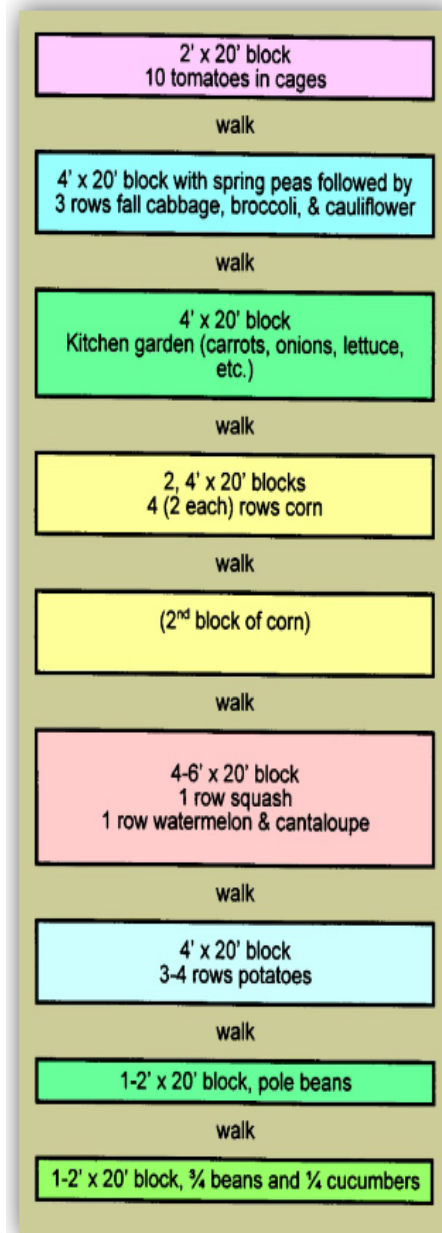 2' x 20' block
10 tomatoes in cages
walk
4' x 20' block with spring peas followed by
3 rows fall cabbage, broccoli, & cauliflower
walk
4' x 20' block
Kitchen garden (carrots, onions, lettuce,
etc.)
walk
2, 4' x 20' blocks
4 (2 each) rows corn
walk
(2nd block of corn)
walk
4-6' x 20' block
1 row squash
1 row watermelon & cantaloupe
walk
4' x 20' block
3-4 rows potatoes
walk
1-2' x 20' block, pole beans
walk
1-2' x 20' block, ¾ beans and ¼ cucumbers